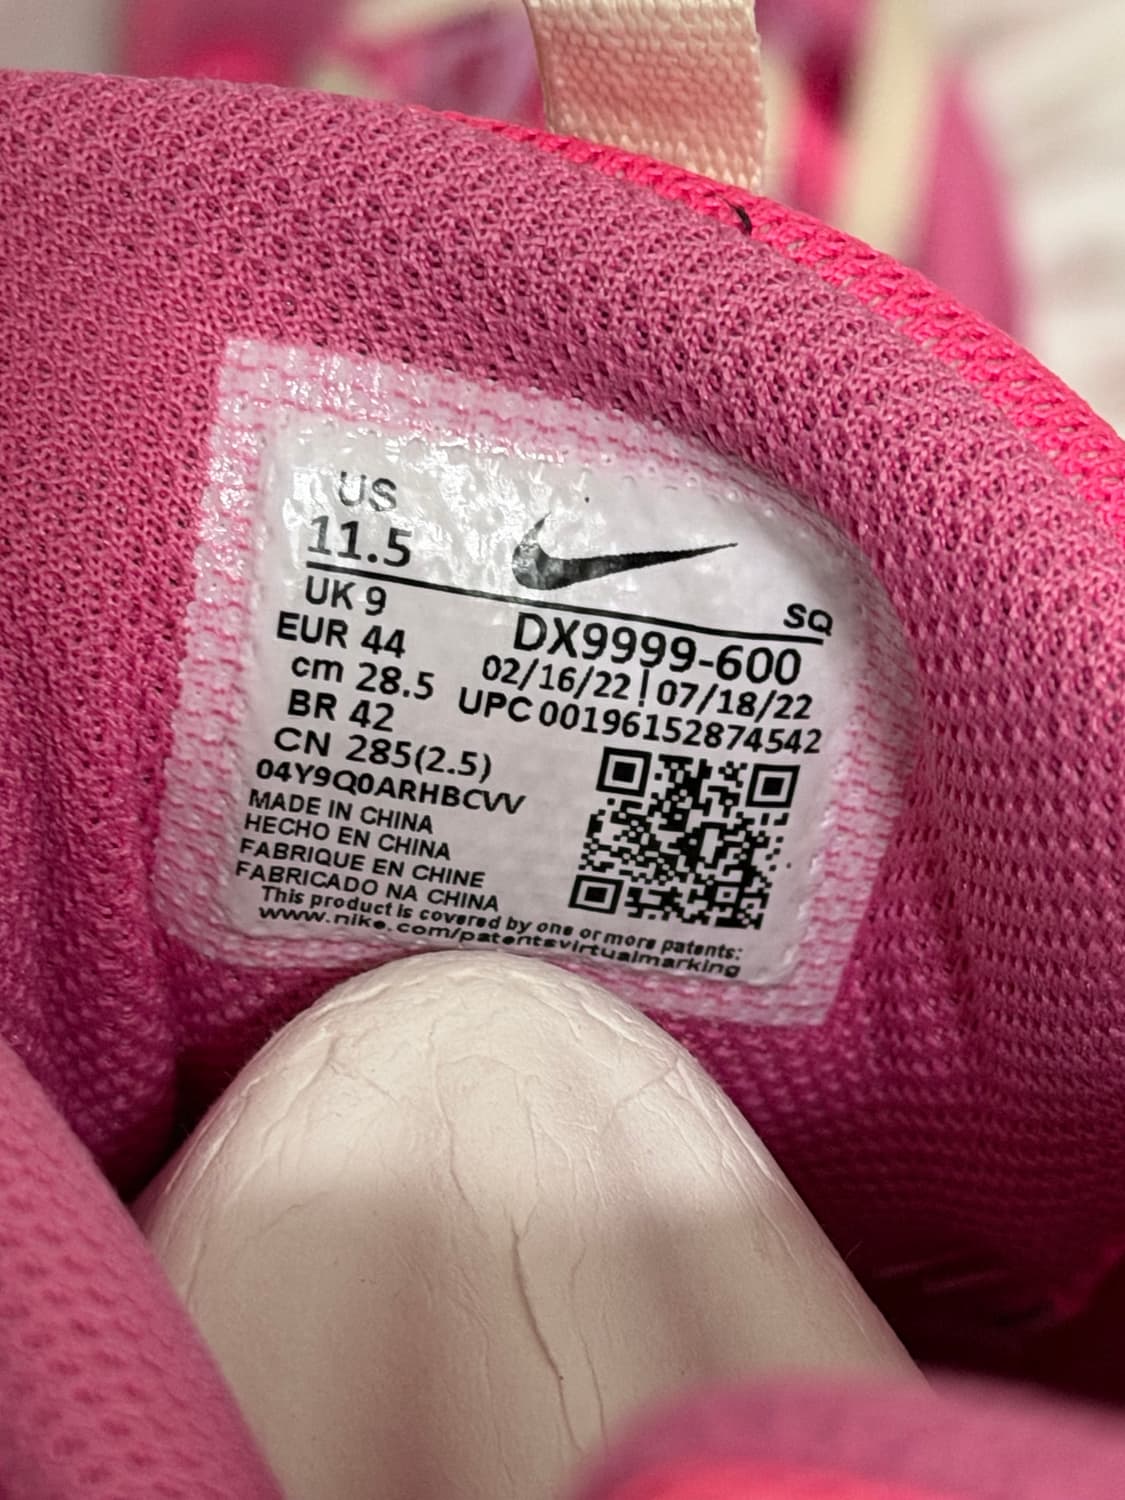 US
11.5
SQ
UK 9
EUR 44
cm 28.5
BR 42
CN 285(2.5)
DX9999-600
02/16/22 | 07/18/22
UPC 00196152874542
04Y9Q0ARHBCVV
MADE IN CHINA
HECHO EN CHINA
FABRIQUE EN CHINE
FABRICADO NA CHINA
This product is covered by one or more patents:
www.nike.com/patentsvirtualmarking